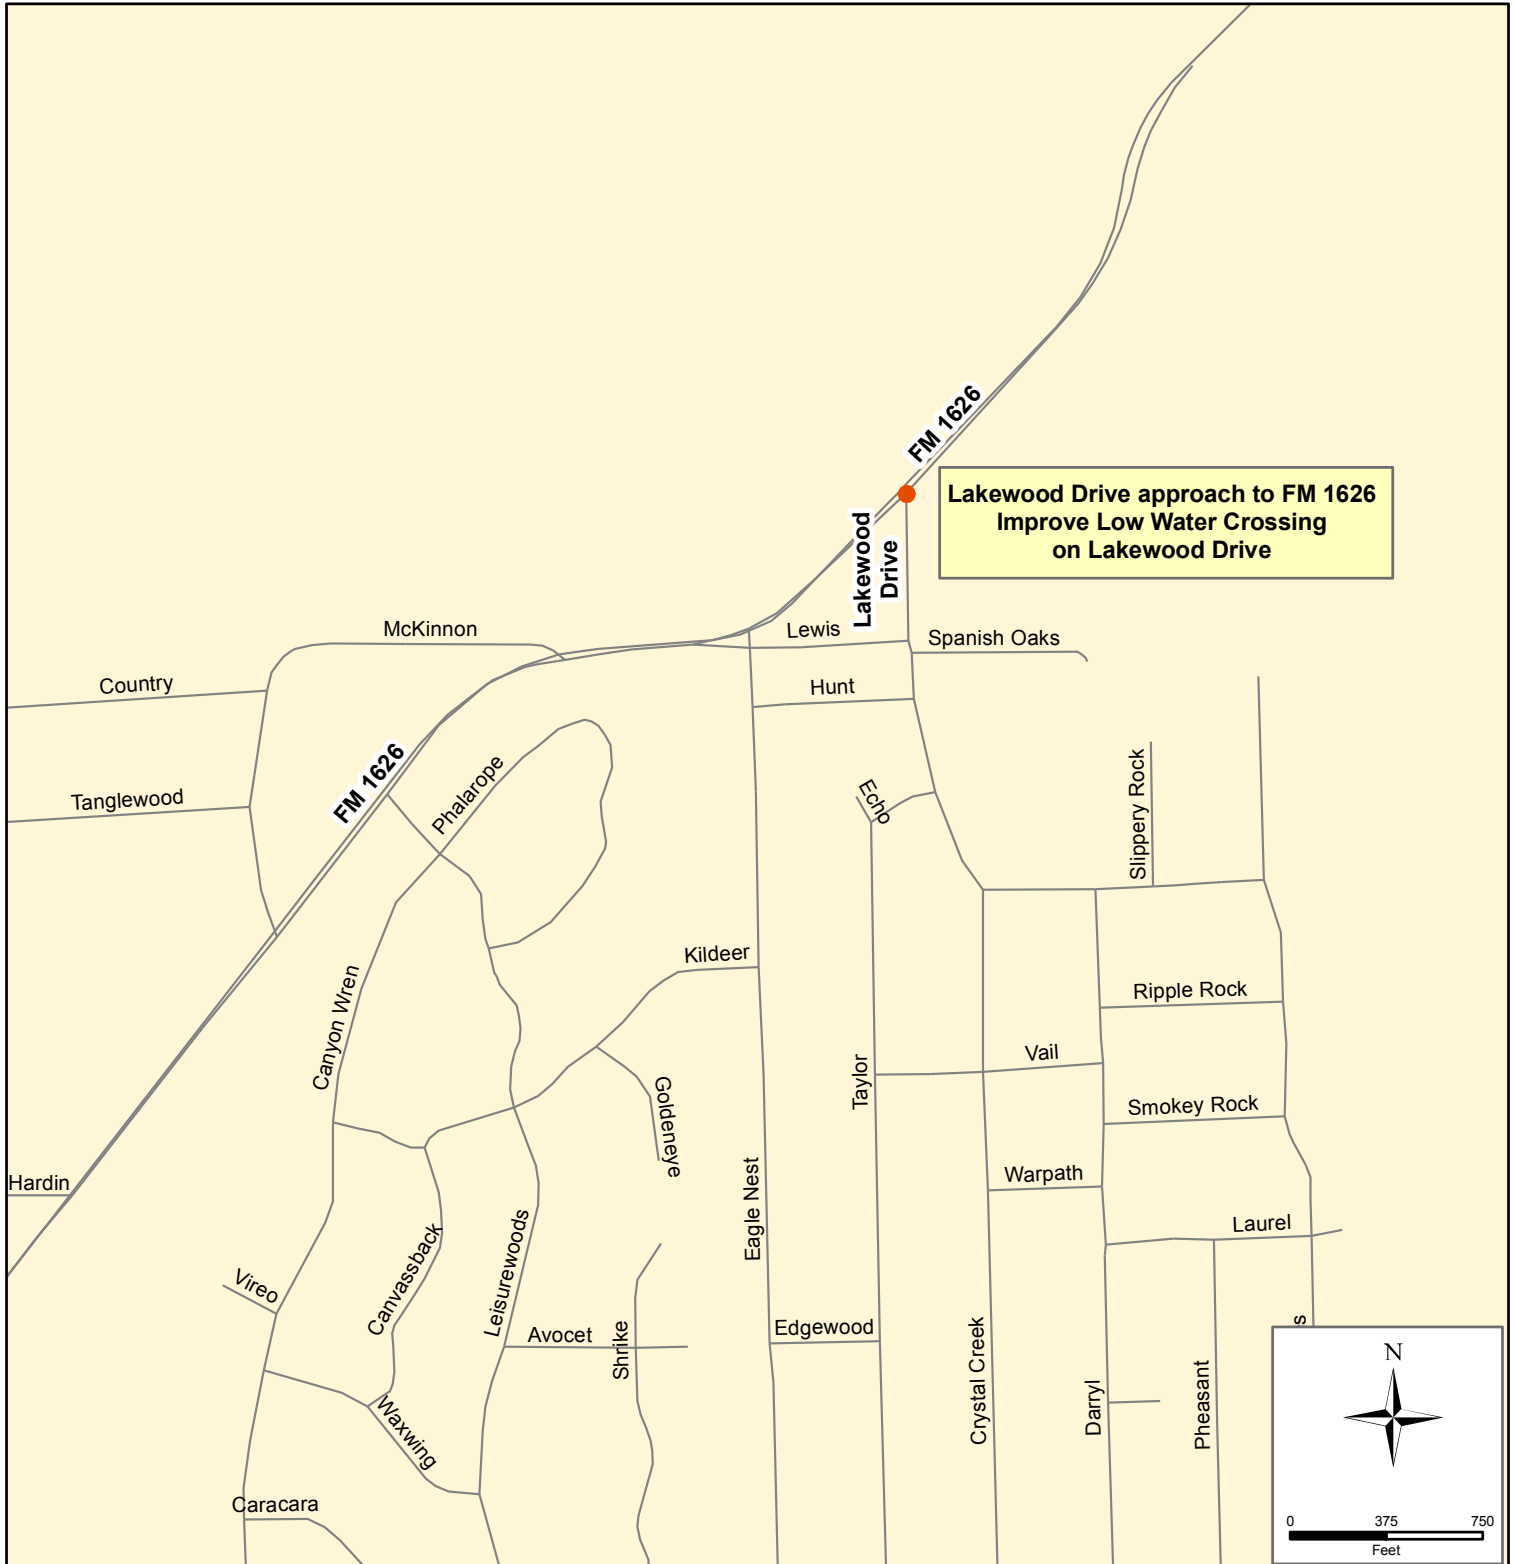 FM 1626
Lakewood Drive approach to FM 1626
Improve Low Water Crossing
on Lakewood Drive
Lakewood
Drive
McKinnon
Lewis
Spanish Oaks
Country
Hunt
FM 1626
Phalarope
Tanglewood
Echo
Slippery Rock
Kildeer
Canyon Wren
Ripple Rock
Vail
Taylor
Goldeneye
Smokey Rock
Hardin
Warpath
Eagle Nest
Laurel
Canvassback
Leisurewoods
Vireo
Avocet
Shrike
Edgewood
Crystal Creek
Darryl
Pheasant
s
Waxwing
Caracara
N
0 375 750
Feet